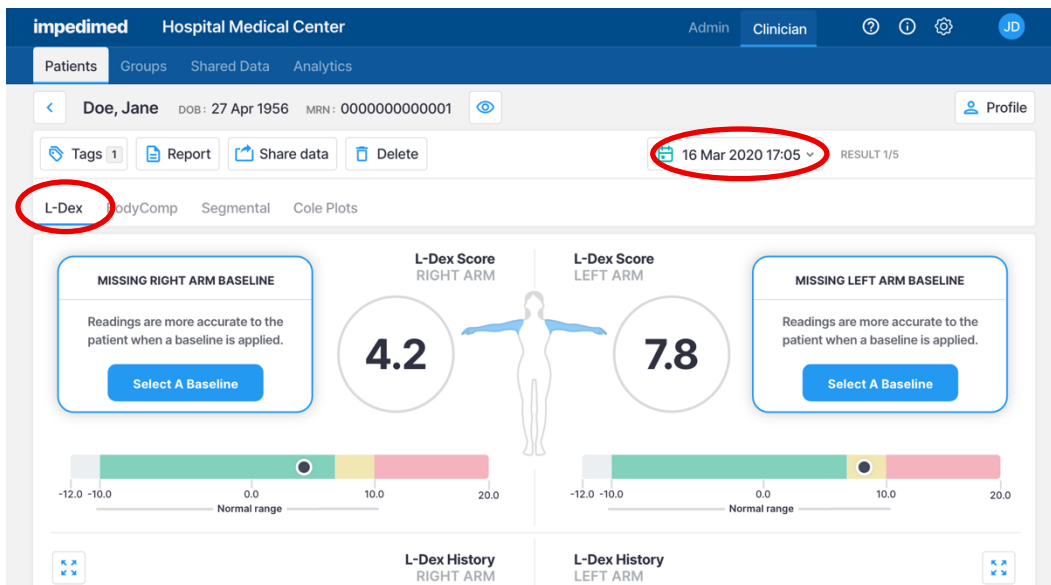 impedimed Hospital Medical Center Admin Clinician JD
Patients Groups Shared Data Analytics
Doe, Jane DOB: 27 Apr 1956 MRN: 0000000000001 Profile
Tags 1 Report Share data Delete 16 Mar 2020 17:05 RESULT 1/5
L-Dex BodyComp Segmental Cole Plots
MISSING RIGHT ARM BASELINE
Readings are more accurate to the
patient when a baseline is applied.
Select A Baseline
L-Dex Score
RIGHT ARM
4.2
L-Dex Score
LEFT ARM
7.8
MISSING LEFT ARM BASELINE
Readings are more accurate to the
patient when a baseline is applied.
Select A Baseline
-12.0 -10.0 0.0 10.0 20.0
Normal range
-12.0 -10.0 0.0 10.0 20.0
Normal range
L-Dex History
RIGHT ARM
L-Dex History
LEFT ARM